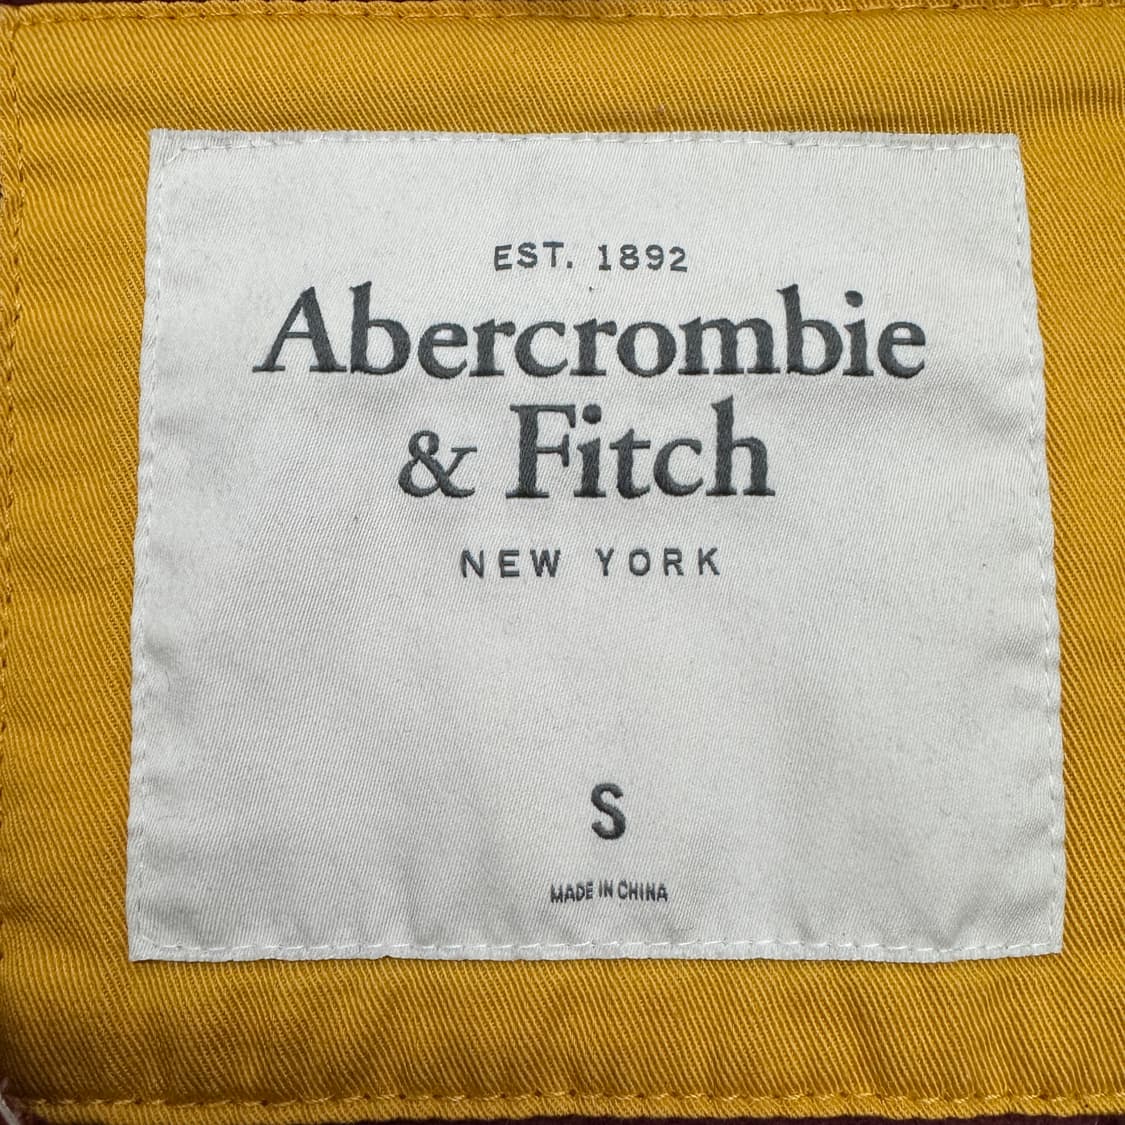 EST. 1892
Abercrombie
& Fitch
NEW YORK
S
MADE IN CHINA